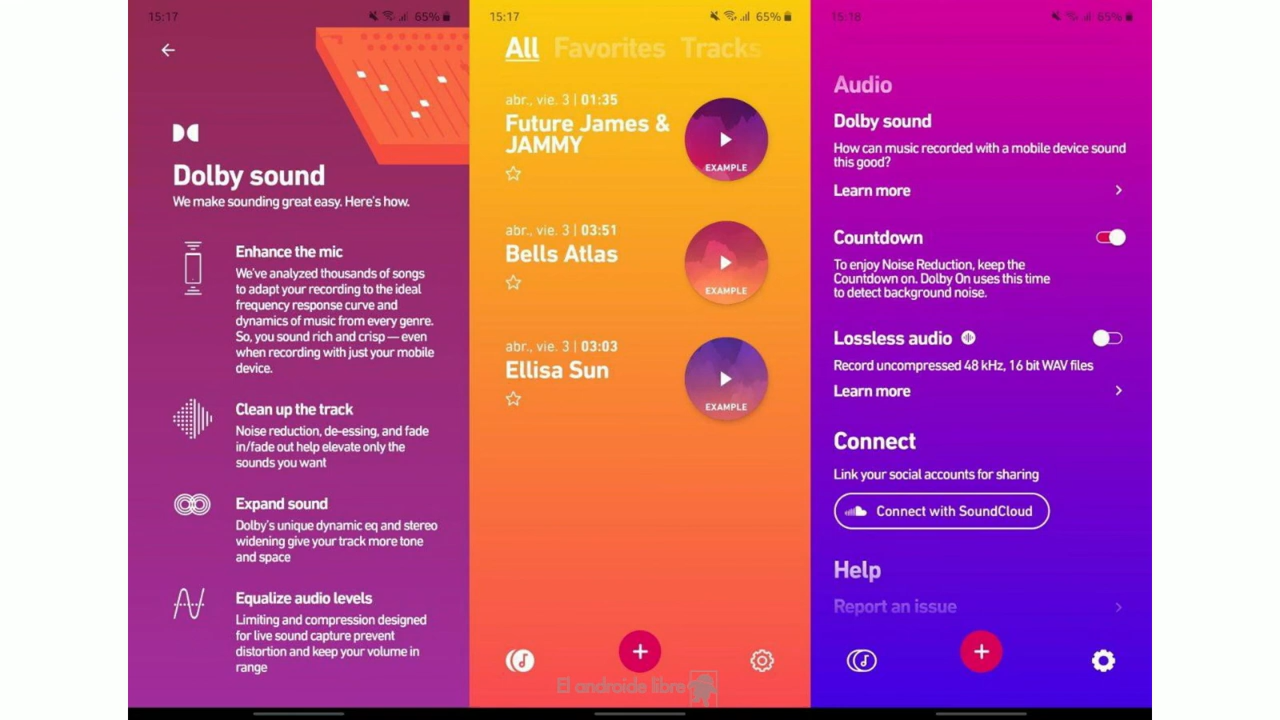 15:17
65%
Dolby sound
We make sounding great easy. Here's how.
Enhance the mic
We've analyzed thousands of songs
to adapt your recording to the ideal
frequency response curve and
dynamics of music from every genre.
So, you sound rich and crisp — even
when recording with just your mobile
device.
Clean up the track
Noise reduction, de-essing, and fade
in/fade out help elevate only the
sounds you want
Expand sound
Dolby's unique dynamic eq and stereo
widening give your track more tone
and space
Equalize audio levels
Limiting and compression designed
for live sound capture prevent
distortion and keep your volume in
range
15:17
65%
All Favorites Tracks
abr., vie. 3 | 01:35
Future James &
JAMMY
EXAMPLE
abr., vie. 3 | 03:51
Bells Atlas
EXAMPLE
abr., vie. 3 | 03:03
Ellisa Sun
EXAMPLE
El androide libre
15:18
65%
Audio
Dolby sound
How can music recorded with a mobile device sound
this good?
Learn more
Countdown
To enjoy Noise Reduction, keep the
Countdown on. Dolby On uses this time
to detect background noise.
Lossless audio
Record uncompressed 48 kHz, 16 bit WAV files
Learn more
Connect
Link your social accounts for sharing
Connect with SoundCloud
Help
Report an issue